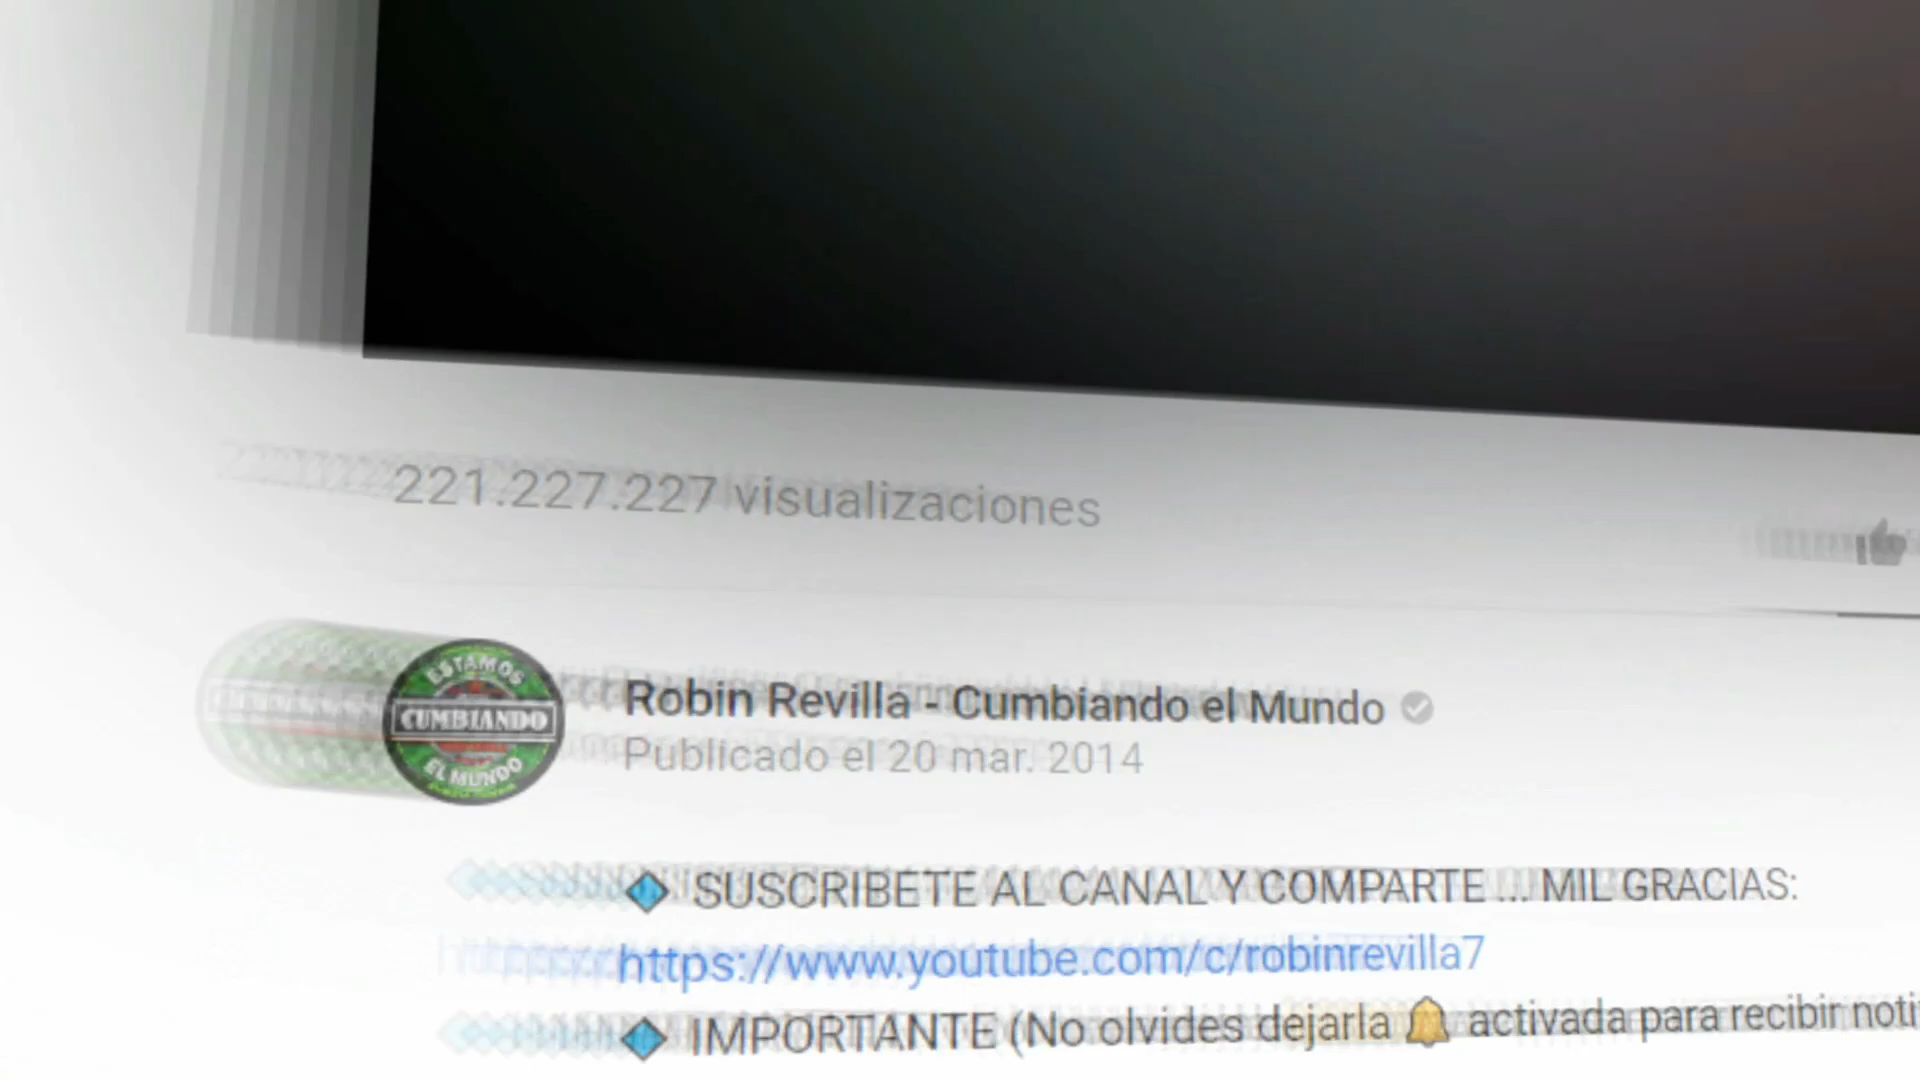 221.227.227 visualizaciones
ESTAMOS
CUMBIANDO
EL MUNDO
Robin Revilla - Cumbiando el Mundo
Publicado el 20 mar. 2014
SUSCRIBETE AL CANAL Y COMPARTE ... MIL GRACIAS:
https://www.youtube.com/c/robinrevilla7
IMPORTANTE (No olvides dejarla 🔔 activada para recibir noti